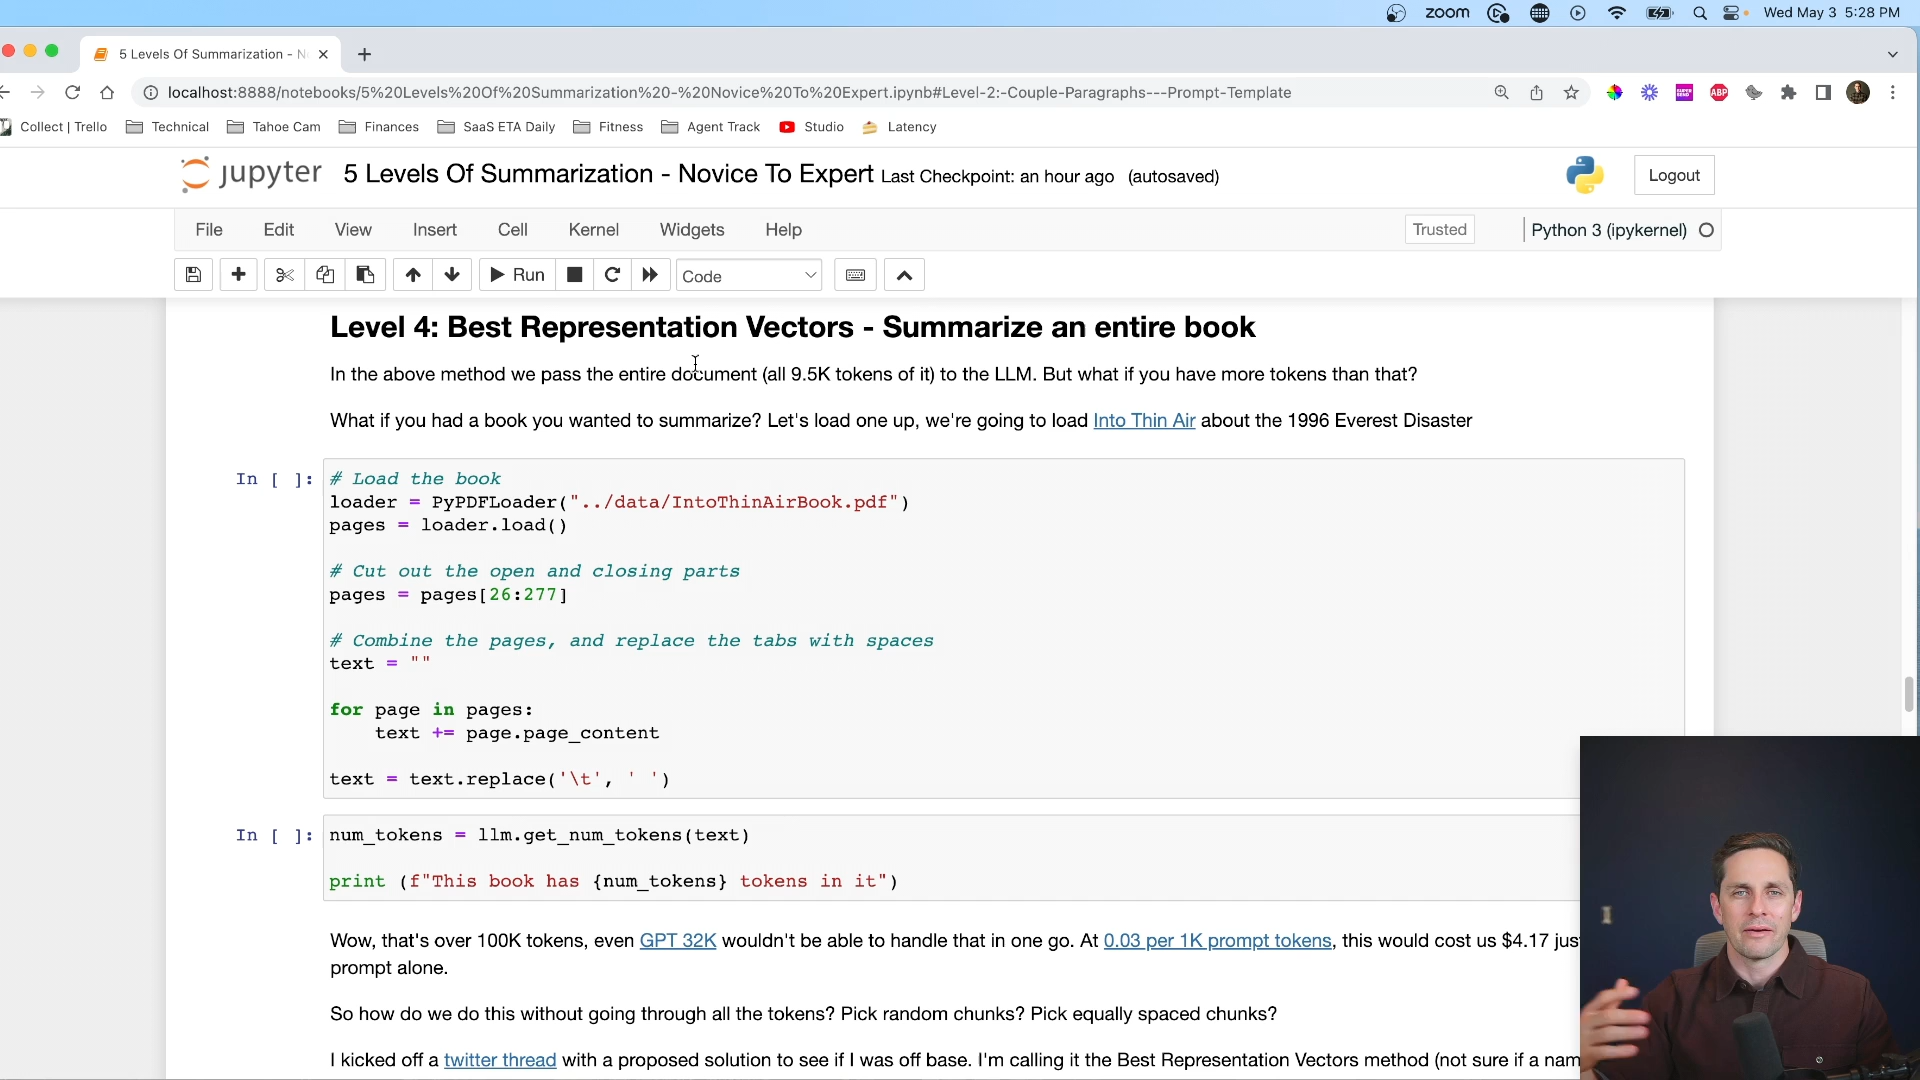 zoom Wed May 3 5:28 PM
5 Levels Of Summarization - N
localhost:8888/notebooks/5%20Levels%20Of%20Summarization%20-%20Novice%20To%20Expert.ipynb#Level-2:-Couple-Paragraphs---Prompt-Template
ABP
Collect | Trello Technical Tahoe Cam Finances SaaS ETA Daily Fitness Agent Track Studio Latency
jupyter 5 Levels Of Summarization - Novice To Expert Last Checkpoint: an hour ago (autosaved) Logout
File Edit View Insert Cell Kernel Widgets Help Trusted Python 3 (ipykernel)
Run Code
Level 4: Best Representation Vectors - Summarize an entire book
In the above method we pass the entire document (all 9.5K tokens of it) to the LLM. But what if you have more tokens than that?
What if you had a book you wanted to summarize? Let's load one up, we're going to load Into Thin Air about the 1996 Everest Disaster
In [ ]: # Load the book
loader = PyPDFLoader("../data/IntoThinAirBook.pdf")
pages = loader.load()
# Cut out the open and closing parts
pages = pages[26:277]
# Combine the pages, and replace the tabs with spaces
text = ""
for page in pages:
    text += page.page_content
text = text.replace('\t', ' ')
In [ ]: num_tokens = llm.get_num_tokens(text)
print (f"This book has {num_tokens} tokens in it")
Wow, that's over 100K tokens, even GPT 32K wouldn't be able to handle that in one go. At 0.03 per 1K prompt tokens, this would cost us $4.17 jus
prompt alone.
So how do we do this without going through all the tokens? Pick random chunks? Pick equally spaced chunks?
I kicked off a twitter thread with a proposed solution to see if I was off base. I'm calling it the Best Representation Vectors method (not sure if a nam